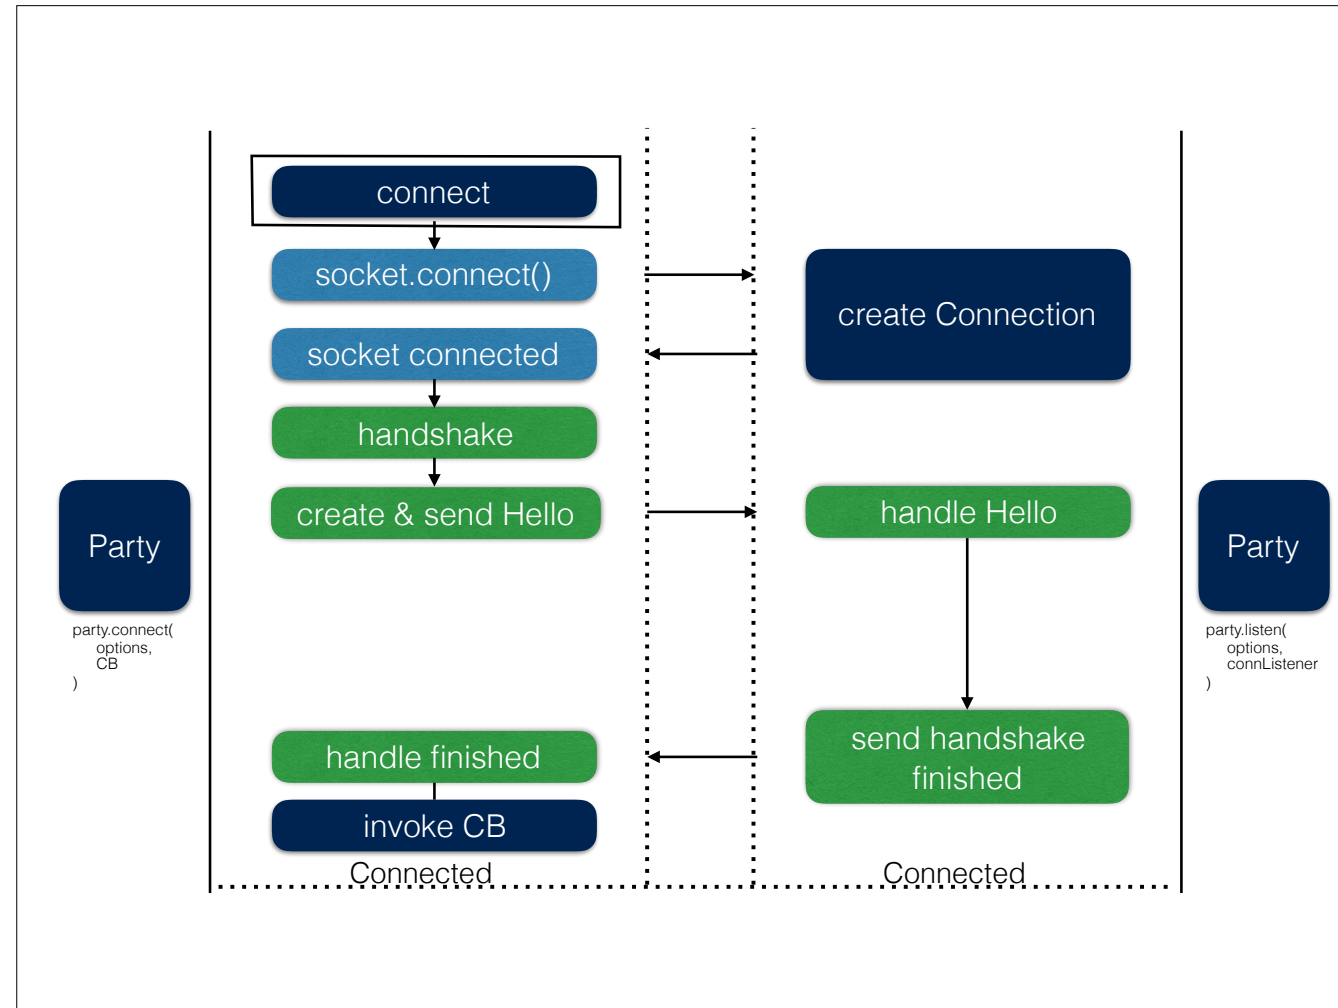 connect
socket.connect()
create Connection
socket connected
handshake
create & send Hello
handle Hello
Party
party.connect(
options,
CB
)
Party
party.listen(
options,
connListener
)
send handshake
finished
handle finished
invoke CB
Connected
Connected